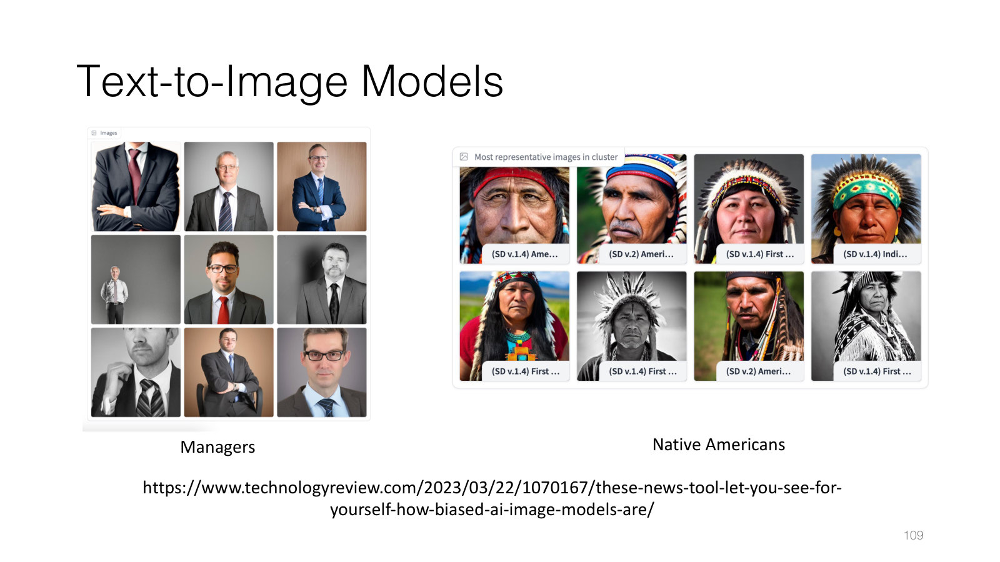 Text-to-Image Models
Images
Most representative images in cluster
(SD v.1.4) Ame...
(SD v.2) Ameri...
(SD v.1.4) First ...
(SD v.1.4) Indi...
(SD v.1.4) First ...
(SD v.1.4) First ...
(SD v.2) Ameri...
(SD v.1.4) First ...
Managers
Native Americans
https://www.technologyreview.com/2023/03/22/1070167/these-news-tool-let-you-see-for-
yourself-how-biased-ai-image-models-are/
109